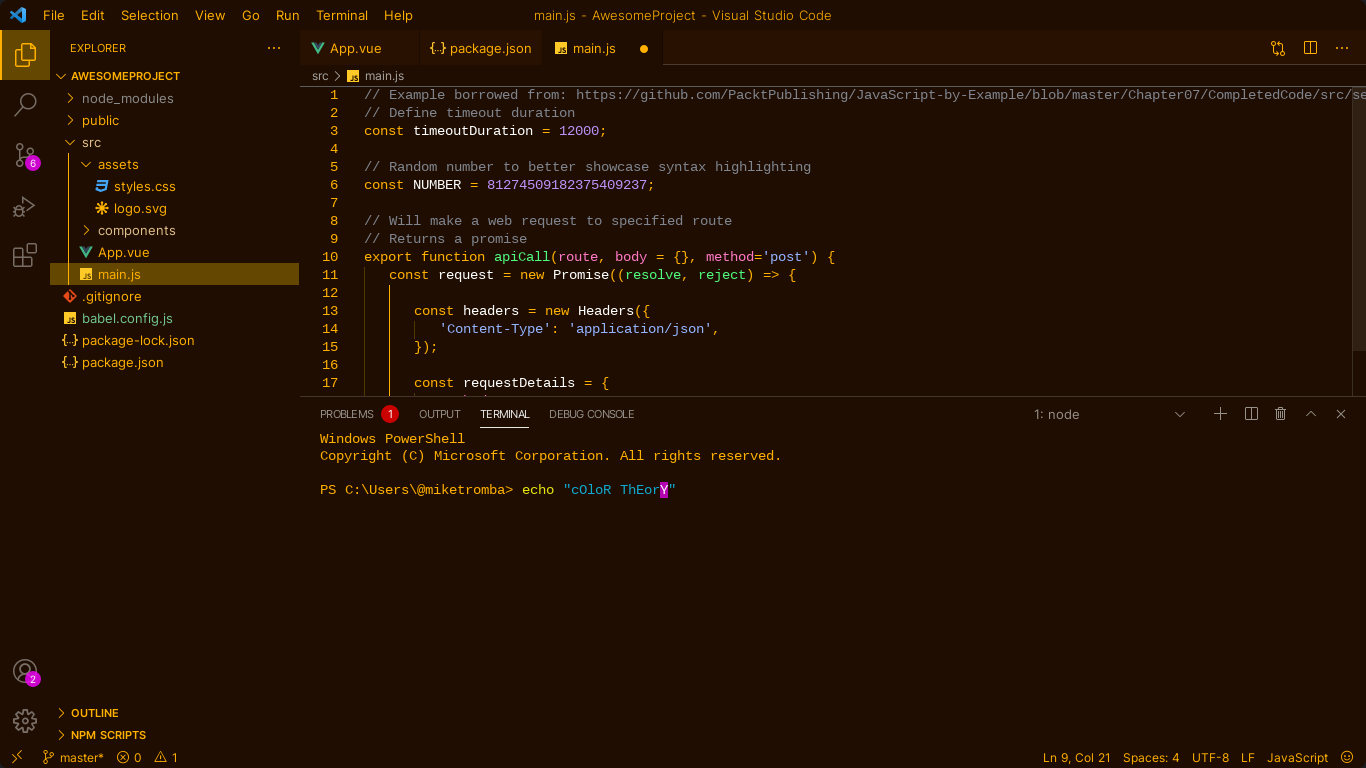 File Edit Selection View Go Run Terminal Help
main.js - AwesomeProject - Visual Studio Code
EXPLORER
AWESOMEPROJECT
node_modules
public
src
assets
styles.css
logo.svg
components
App.vue
main.js
.gitignore
babel.config.js
package-lock.json
package.json
6
2
OUTLINE
NPM SCRIPTS
App.vue package.json main.js
src main.js
1 // Example borrowed from: https://github.com/PacktPublishing/JavaScript-by-Example/blob/master/Chapter07/CompletedCode/src/se
2 // Define timeout duration
3 const timeoutDuration = 12000;
4
5 // Random number to better showcase syntax highlighting
6 const NUMBER = 81274509182375409237;
7
8 // Will make a web request to specified route
9 // Returns a promise
10 export function apiCall(route, body = {}, method='post') {
11 const request = new Promise((resolve, reject) => {
12
13 const headers = new Headers({
14 'Content-Type': 'application/json',
15 });
16
17 const requestDetails = {
PROBLEMS 1 OUTPUT TERMINAL DEBUG CONSOLE 1: node
Windows PowerShell
Copyright (C) Microsoft Corporation. All rights reserved.
PS C:\Users\@miketromba> echo "cOloR ThEorY"
master* 0 1 Ln 9, Col 21 Spaces: 4 UTF-8 LF JavaScript